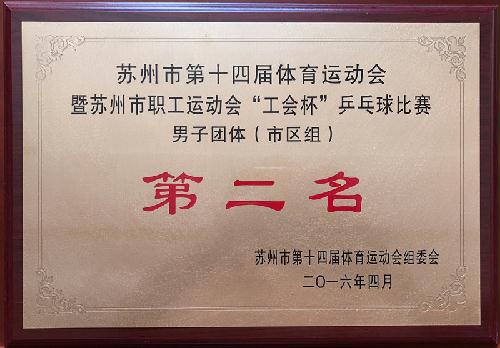 苏州市第十四届体育运动会
暨苏州市职工运动会“工会杯”乒乓球比赛
男子团体（市区组）
第二名
苏州市第十四届体育运动会组委会
二〇一六年四月